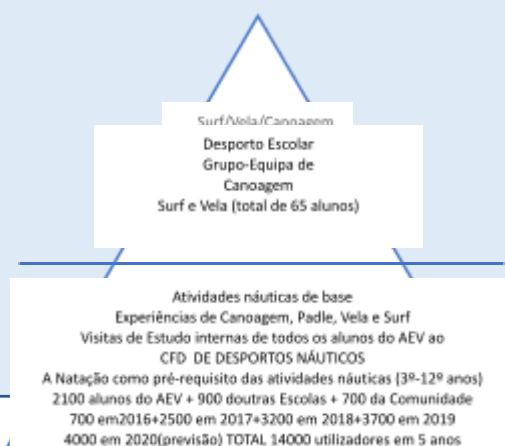 Surf/Vela/Canoagem
Desporto Escolar
Grupo-Equipa de
Canoagem
Surf e Vela (total de 65 alunos)
Atividades náuticas de base
Experiências de Canoagem, Padle, Vela e Surf
Visitas de Estudo internas de todos os alunos do AEV ao
CFD DE DESPORTOS NÁUTICOS
A Natação como pré-requisito das atividades náuticas (3º-12º anos)
2100 alunos do AEV + 900 doutras Escolas + 700 da Comunidade
700 em2016+2500 em 2017+3200 em 2018+3700 em 2019
4000 em 2020(previsão) TOTAL 14000 utilizadores em 5 anos